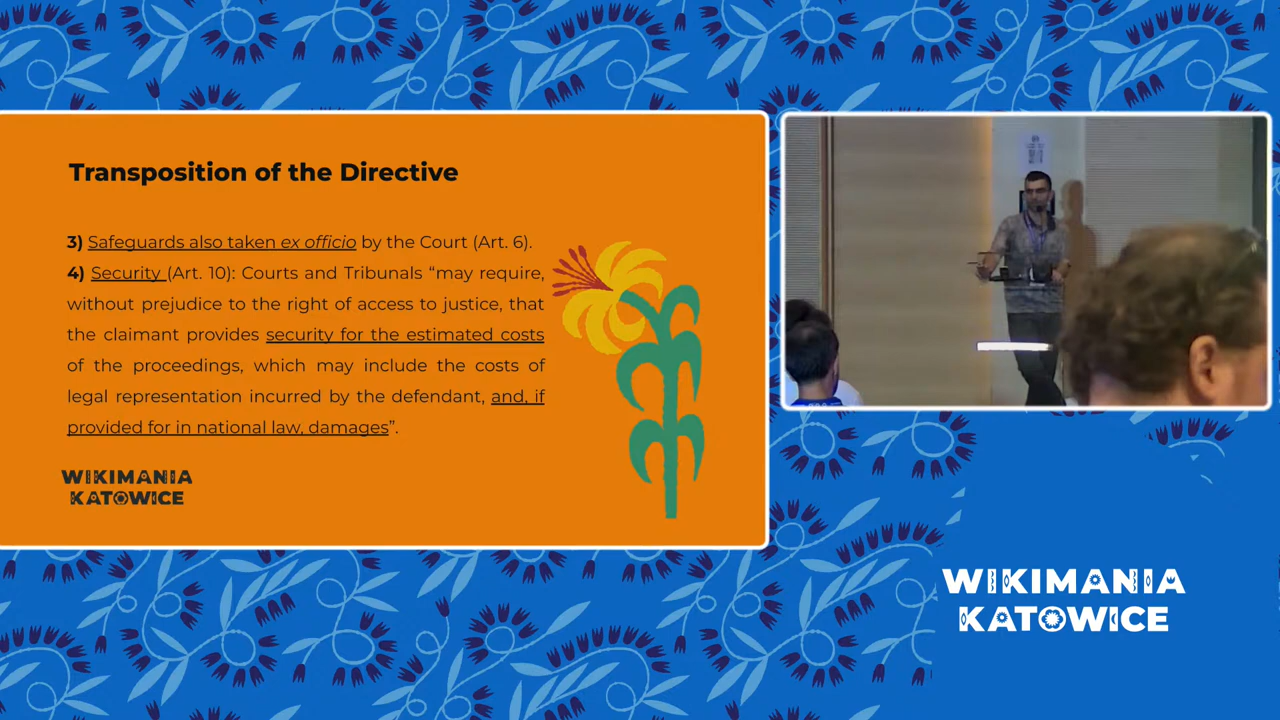 Transposition of the Directive
3) Safeguards also taken ex officio by the Court (Art. 6).
4) Security (Art. 10): Courts and Tribunals “may require,
without prejudice to the right of access to justice, that
the claimant provides security for the estimated costs
of the proceedings, which may include the costs of
legal representation incurred by the defendant, and, if
provided for in national law, damages”.
WIKIMANIA
KATOWICE
WIKIMANIA
KATOWICE